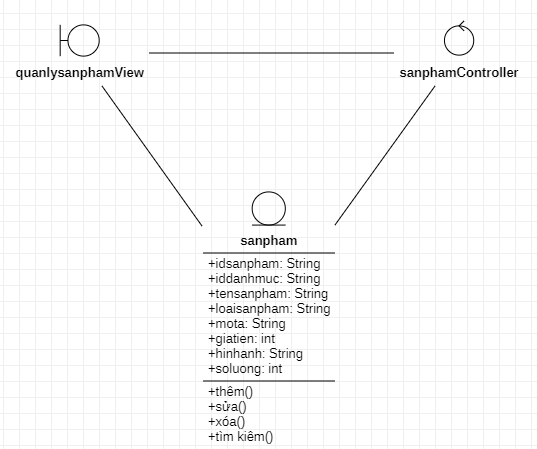 quanlysanphamView
sanphamController
sanpham
+idsanpham: String
+iddanhmuc: String
+tensanpham: String
+loaisanpham: String
+mota: String
+giatien: int
+hinhanh: String
+soluong: int
+thêm()
+sửa()
+xóa()
+tìm kiêm()